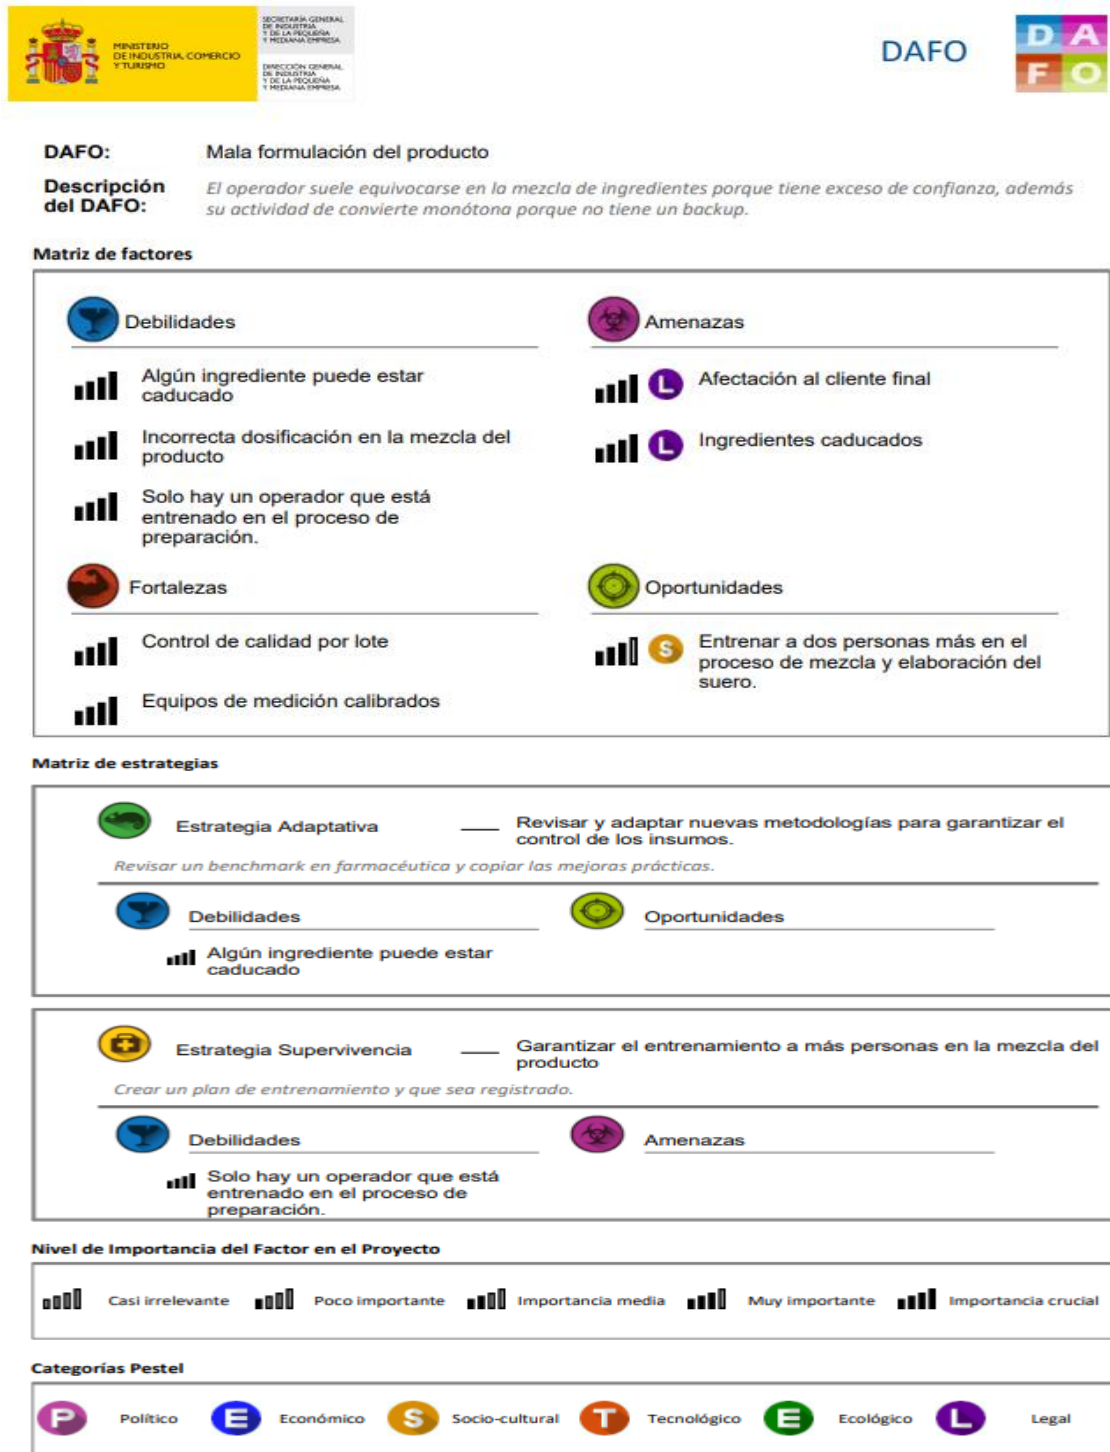 MINISTERIO
DE INDUSTRIA, COMERCIO
Y TURISMO
SECRETARÍA GENERAL
DE INDUSTRIA
Y DE LA PEQUEÑA
Y MEDIANA EMPRESA
DIRECCIÓN GENERAL
DE INDUSTRIA
Y DE LA PEQUEÑA
Y MEDIANA EMPRESA
DAFO
D A
F O
DAFO: Mala formulación del producto
Descripción del DAFO: El operador suele equivocarse en la mezcla de ingredientes porque tiene exceso de confianza, además
su actividad de convierte monótona porque no tiene un backup.
Matriz de factores
Debilidades
Algún ingrediente puede estar
caducado
Incorrecta dosificación en la mezcla del
producto
Solo hay un operador que está
entrenado en el proceso de
preparación.
Amenazas
L Afectación al cliente final
L Ingredientes caducados
Fortalezas
Control de calidad por lote
Equipos de medición calibrados
Oportunidades
S Entrenar a dos personas más en el
proceso de mezcla y elaboración del
suero.
Matriz de estrategias
Estrategia Adaptativa
Revisar y adaptar nuevas metodologías para garantizar el
control de los insumos.
Revisar un benchmark en farmacéutica y copiar las mejores prácticas.
Debilidades
Algún ingrediente puede estar
caducado
Oportunidades
Estrategia Supervivencia
Garantizar el entrenamiento a más personas en la mezcla del
producto
Crear un plan de entrenamiento y que sea registrado.
Debilidades
Solo hay un operador que está
entrenado en el proceso de
preparación.
Amenazas
Nivel de Importancia del Factor en el Proyecto
Casi irrelevante Poco importante Importancia media Muy importante Importancia crucial
Categorías Pestel
P Político E Económico S Socio-cultural T Tecnológico E Ecológico L Legal